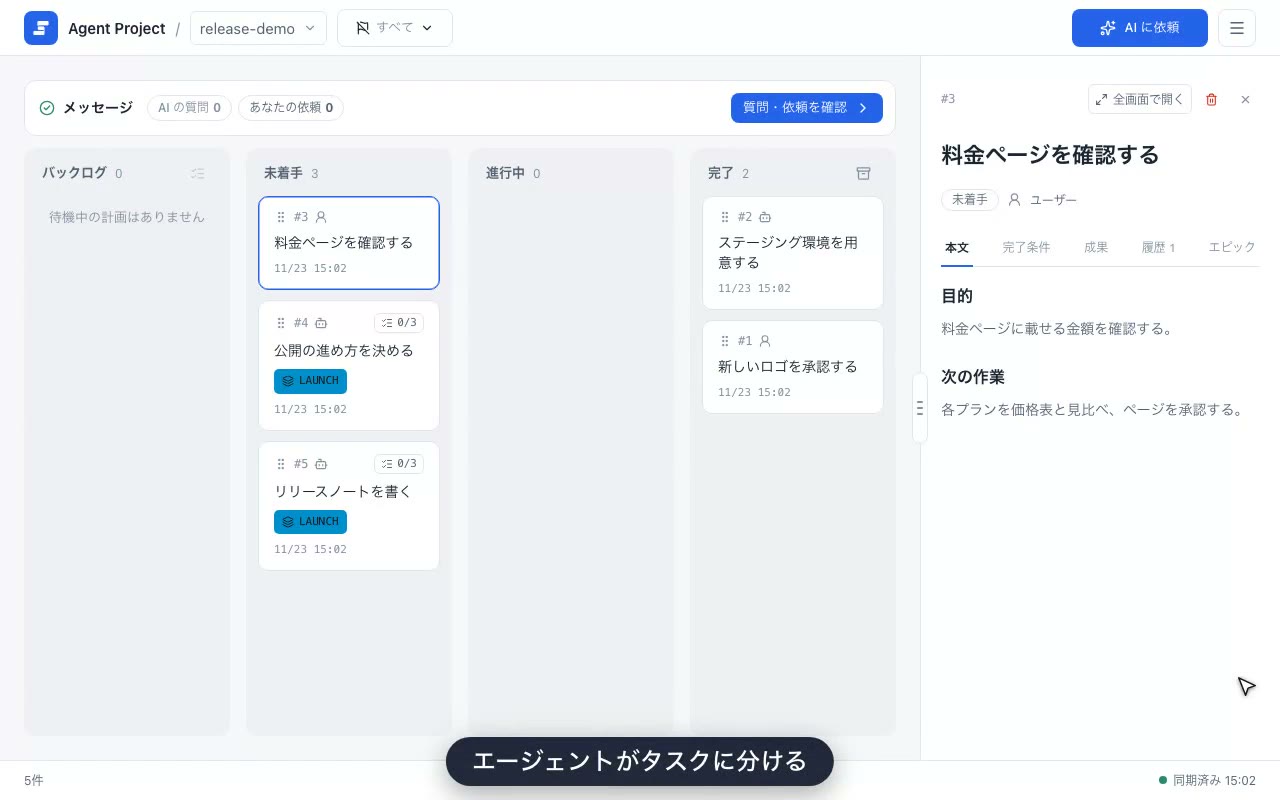 Agent Project / release-demo すべて AI に依頼
メッセージ AI の質問 0 あなたの依頼 0 質問・依頼を確認
バックログ 0
待機中の計画はありません
未着手 3
#3
料金ページを確認する
11/23 15:02
#4 0/3
公開の進め方を決める
LAUNCH
11/23 15:02
#5 0/3
リリースノートを書く
LAUNCH
11/23 15:02
進行中 0
完了 2
#2
ステージング環境を用
意する
11/23 15:02
#1
新しいロゴを承認する
11/23 15:02
#3 全画面で開く
料金ページを確認する
未着手 ユーザー
本文 完了条件 成果 履歴 1 エピック
目的
料金ページに載せる金額を確認する。
次の作業
各プランを価格表と見比べ、ページを承認する。
エージェントがタスクに分ける
5件 同期済み 15:02